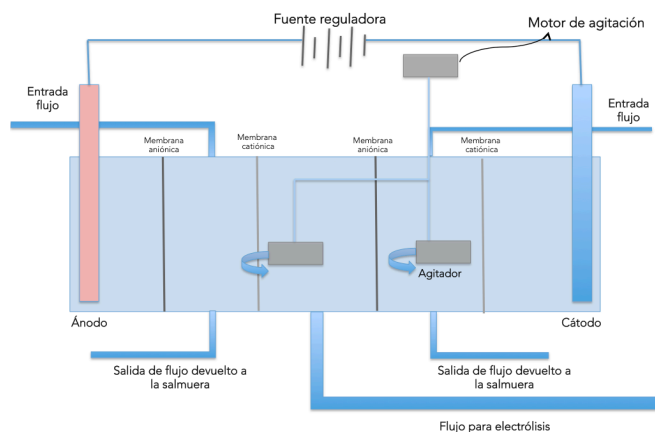 Fuente reguladora
Motor de agitación
Entrada
flujo
Entrada
flujo
Membrana
aniónica
Membrana
catiónica
Membrana
aniónica
Membrana
catiónica
Agitador
Ánodo
Cátodo
Salida de flujo devuelto a
la salmuera
Salida de flujo devuelto a
la salmuera
Flujo para electrólisis